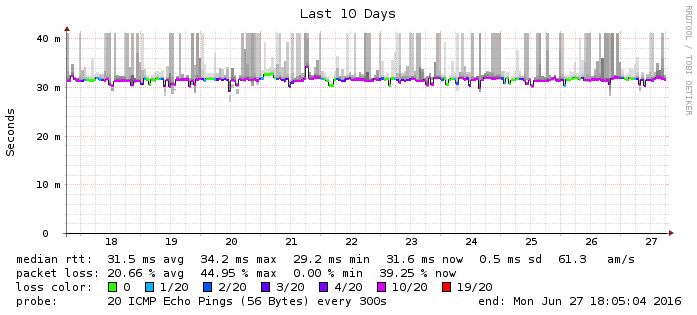 Last 10 Days
RRDTOOL / TOBI OETIKER
Seconds
40 m
30 m
20 m
10 m
0
18 19 20 21 22 23 24 25 26 27
median rtt: 31.5 ms avg 34.2 ms max 29.2 ms min 31.6 ms now 0.5 ms sd 61.3 am/s
packet loss: 20.66 % avg 44.95 % max 0.00 % min 39.25 % now
loss color: 0 1/20 2/20 3/20 4/20 10/20 19/20
probe: 20 ICMP Echo Pings (56 Bytes) every 300s end: Mon Jun 27 18:05:04 2016